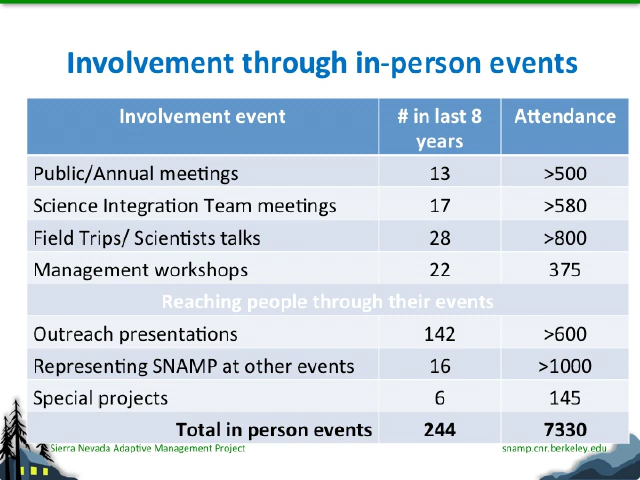 Involvement through in-person events
Involvement event # in last 8 years Attendance
Public/Annual meetings 13 >500
Science Integration Team meetings 17 >580
Field Trips/ Scientists talks 28 >800
Management workshops 22 375
Reaching people through their events
Outreach presentations 142 >600
Representing SNAMP at other events 16 >1000
Special projects 6 145
Total in person events 244 7330
Sierra Nevada Adaptive Management Project snamp.cnr.berkeley.edu